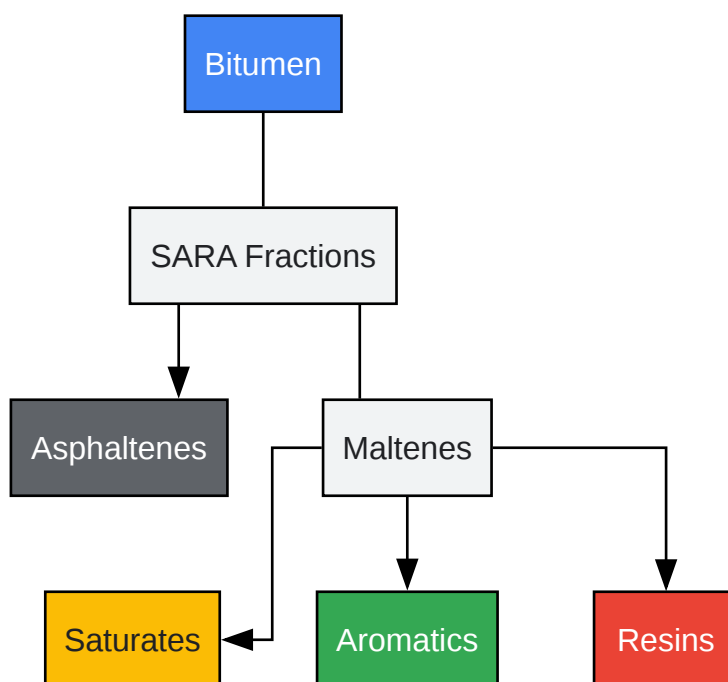 Bitumen
SARA Fractions
Asphaltenes
Maltenes
Saturates
Aromatics
Resins